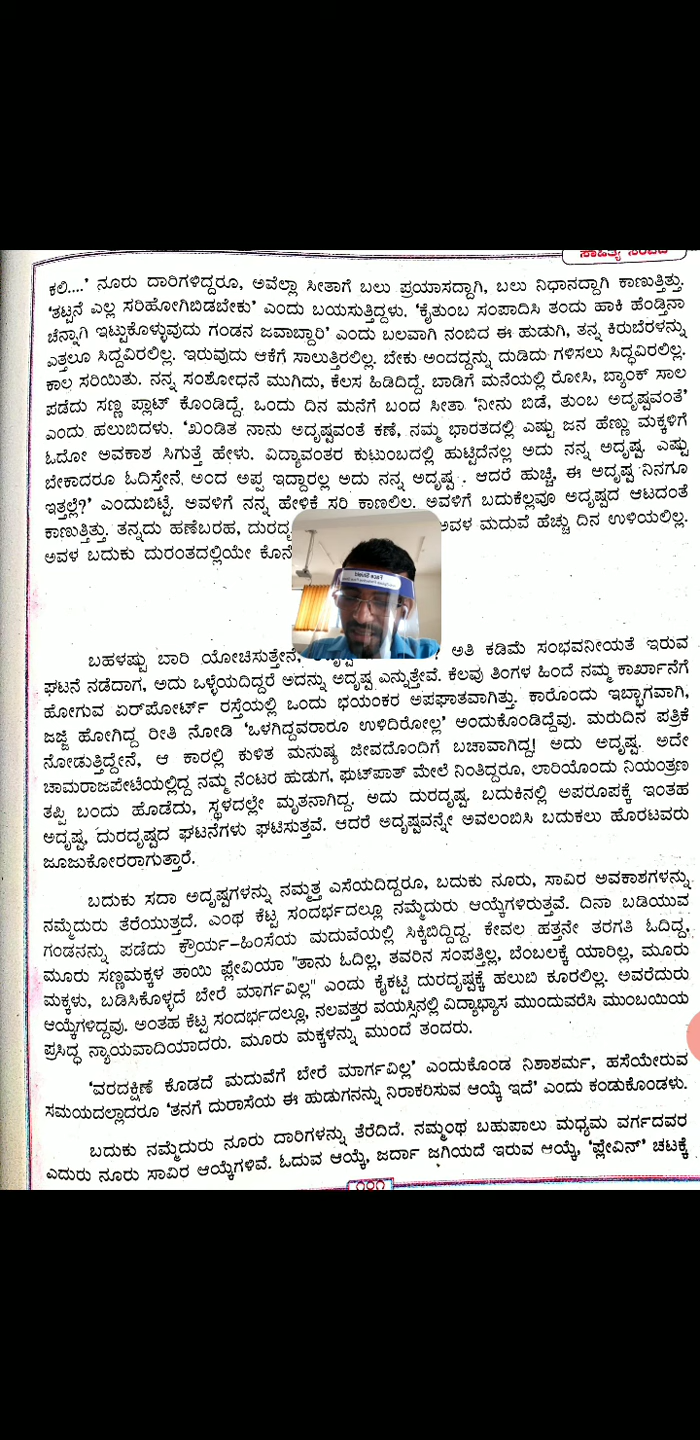 ಸಾಹಿತ್ಯ ಸಂಪದ
ಕಲಿ....’ ನೂರು ದಾರಿಗಳಿದ್ದರೂ, ಅವೆಲ್ಲಾ ಸೀತಾಗೆ ಬಲು ಪ್ರಯಾಸದ್ದಾಗಿ, ಬಲು ನಿಧಾನದ್ದಾಗಿ ಕಾಣುತ್ತಿತ್ತು.
‘ತಟ್ಟನೆ ಎಲ್ಲ ಸರಿಹೋಗಿಬಿಡಬೇಕು’ ಎಂದು ಬಯಸುತ್ತಿದ್ದಳು. ‘ಕೈತುಂಬ ಸಂಪಾದಿಸಿ ತಂದು ಹಾಕಿ ಹೆಂಡ್ತಿನಾ
ಚೆನ್ನಾಗಿ ಇಟ್ಟುಕೊಳ್ಳುವುದು ಗಂಡನ ಜವಾಬ್ದಾರಿ’ ಎಂದು ಬಲವಾಗಿ ನಂಬಿದ ಈ ಹುಡುಗಿ, ತನ್ನ ಕಿರುಬೆರಳನ್ನು
ಎತ್ತಲೂ ಸಿದ್ದವಿರಲಿಲ್ಲ. ಇರುವುದು ಆಕೆಗೆ ಸಾಲುತ್ತಿರಲಿಲ್ಲ. ಬೇಕು ಅಂದದ್ದನ್ನು ದುಡಿದು ಗಳಿಸಲು ಸಿದ್ಧವಿರಲಿಲ್ಲ.
ಕಾಲ ಸರಿಯಿತು. ನನ್ನ ಸಂಶೋಧನೆ ಮುಗಿದು, ಕೆಲಸ ಹಿಡಿದಿದ್ದೆ. ಬಾಡಿಗೆ ಮನೆಯಲ್ಲಿ ರೋಸಿ, ಬ್ಯಾಂಕ್ ಸಾಲ
ಪಡೆದು ಸಣ್ಣ ಪ್ಲಾಟ್ ಕೊಂಡಿದ್ದೆ. ಒಂದು ದಿನ ಮನೆಗೆ ಬಂದ ಸೀತಾ ‘ನೀನು ಬಿಡೆ, ತುಂಬ ಅದೃಷ್ಟವಂತೆ’
ಎಂದು ಹಲುಬಿದಳು. ‘ಖಂಡಿತ ನಾನು ಅದೃಷ್ಟವಂತೆ ಕಣೆ, ನಮ್ಮ ಭಾರತದಲ್ಲಿ ಎಷ್ಟು ಜನ ಹೆಣ್ಣು ಮಕ್ಕಳಿಗೆ
ಓದೋ ಅವಕಾಶ ಸಿಗುತ್ತೆ ಹೇಳು. ವಿದ್ಯಾವಂತರ ಕುಟುಂಬದಲ್ಲಿ ಹುಟ್ಟಿದೆನಲ್ಲ ಅದು ನನ್ನ ಅದೃಷ್ಟ. ಎಷ್ಟು
ಬೇಕಾದರೂ ಓದಿಸ್ತೇನೆ ಅಂದ ಅಪ್ಪ ಇದ್ದಾರಲ್ಲ ಅದು ನನ್ನ ಅದೃಷ್ಟ . ಆದರೆ ಹುಚ್ಚಿ, ಈ ಅದೃಷ್ಟ ನಿನಗೂ
ಇತ್ತಲ್ಲೆ?’ ಎಂದುಬಿಟ್ಟೆ. ಅವಳಿಗೆ ನನ್ನ ಹೇಳಿಕೆ ಸರಿ ಕಾಣಲಿಲ್ಲ. ಅವಳಿಗೆ ಬದುಕೆಲ್ಲವೂ ಅದೃಷ್ಟದ ಆಟದಂತೆ
ಕಾಣುತ್ತಿತ್ತು. ತನ್ನದು ಹಣೆಬರಹ, ಅವಳ ಮದುವೆ ಹೆಚ್ಚು ದಿನ ಉಳಿಯಲಿಲ್ಲ.
ಅವಳ ಬದುಕು ದುರಂತದಲ್ಲಿಯೇ
ಬಹಳಷ್ಟು ಬಾರಿ ಯೋಚಿಸುತ್ತೇನೆ, ಅತಿ ಕಡಿಮೆ ಸಂಭವನೀಯತೆ ಇರುವ
ಘಟನೆ ನಡೆದಾಗ, ಅದು ಒಳ್ಳೆಯದಿದ್ದರೆ ಅದನ್ನು ಅದೃಷ್ಟ ಎನ್ನುತ್ತೇವೆ. ಕೆಲವು ತಿಂಗಳ ಹಿಂದೆ ನಮ್ಮ ಕಾರ್ಖಾನೆಗೆ
ಹೋಗುವ ಏರ್‌ಪೋರ್ಟ್ ರಸ್ತೆಯಲ್ಲಿ ಒಂದು ಭಯಂಕರ ಅಪಘಾತವಾಗಿತ್ತು. ಕಾರೊಂದು ಇಬ್ಭಾಗವಾಗಿ,
ಜಜ್ಜಿ ಹೋಗಿದ್ದ ರೀತಿ ನೋಡಿ ‘ಒಳಗಿದ್ದವರಾರೂ ಉಳಿದಿರೋಲ್ಲ’ ಅಂದುಕೊಂಡಿದ್ದೆವು. ಮರುದಿನ ಪತ್ರಿಕೆ
ನೋಡುತ್ತಿದ್ದೇನೆ, ಆ ಕಾರಲ್ಲಿ ಕುಳಿತ ಮನುಷ್ಯ ಜೀವದೊಂದಿಗೆ ಬಚಾವಾಗಿದ್ದ! ಅದು ಅದೃಷ್ಟ. ಅದೇ
ಚಾಮರಾಜಪೇಟೆಯಲ್ಲಿದ್ದ ನಮ್ಮ ನೆಂಟರ ಹುಡುಗ, ಫುಟ್‌ಪಾತ್ ಮೇಲೆ ನಿಂತಿದ್ದರೂ, ಲಾರಿಯೊಂದು ನಿಯಂತ್ರಣ
ತಪ್ಪಿ ಬಂದು ಹೊಡೆದು, ಸ್ಥಳದಲ್ಲೇ ಮೃತನಾಗಿದ್ದ. ಅದು ದುರದೃಷ್ಟ. ಬದುಕಿನಲ್ಲಿ ಅಪರೂಪಕ್ಕೆ ಇಂತಹ
ಅದೃಷ್ಟ, ದುರದೃಷ್ಟದ ಘಟನೆಗಳು ಘಟಿಸುತ್ತವೆ. ಆದರೆ ಅದೃಷ್ಟವನ್ನೇ ಅವಲಂಬಿಸಿ ಬದುಕಲು ಹೊರಟವರು
ಜೂಜುಕೋರರಾಗುತ್ತಾರೆ.
ಬದುಕು ಸದಾ ಅದೃಷ್ಟಗಳನ್ನು ನಮ್ಮತ್ತ ಎಸೆಯದಿದ್ದರೂ, ಬದುಕು ನೂರು, ಸಾವಿರ ಅವಕಾಶಗಳನ್ನು
ನಮ್ಮೆದುರು ತೆರೆಯುತ್ತದೆ. ಎಂಥ ಕೆಟ್ಟ ಸಂದರ್ಭದಲ್ಲೂ ನಮ್ಮೆದುರು ಆಯ್ಕೆಗಳಿರುತ್ತವೆ. ದಿನಾ ಬಡಿಯುವ
ಗಂಡನನ್ನು ಪಡೆದು ಕ್ರೌರ್ಯ-ಹಿಂಸೆಯ ಮದುವೆಯಲ್ಲಿ ಸಿಕ್ಕಿಬಿದ್ದಿದ್ದ. ಕೇವಲ ಹತ್ತನೇ ತರಗತಿ ಓದಿದ್ದ,
ಮೂರು ಸಣ್ಣಮಕ್ಕಳ ತಾಯಿ ಫ್ಲೇವಿಯಾ "ತಾನು ಓದಿಲ್ಲ, ತವರಿನ ಸಂಪತ್ತಿಲ್ಲ, ಬೆಂಬಲಕ್ಕೆ ಯಾರಿಲ್ಲ, ಮೂರು
ಮಕ್ಕಳು, ಬಡಿಸಿಕೊಳ್ಳದೆ ಬೇರೆ ಮಾರ್ಗವಿಲ್ಲ" ಎಂದು ಕೈಕಟ್ಟಿ ದುರದೃಷ್ಟಕ್ಕೆ ಹಲುಬಿ ಕೂರಲಿಲ್ಲ. ಅವರೆದುರು
ಆಯ್ಕೆಗಳಿದ್ದವು. ಅಂತಹ ಕೆಟ್ಟ ಸಂದರ್ಭದಲ್ಲೂ, ನಲವತ್ತರ ವಯಸ್ಸಿನಲ್ಲಿ ವಿದ್ಯಾಭ್ಯಾಸ ಮುಂದುವರೆಸಿ ಮುಂಬಯಿಯ
ಪ್ರಸಿದ್ಧ ನ್ಯಾಯವಾದಿಯಾದರು. ಮೂರು ಮಕ್ಕಳನ್ನು ಮುಂದೆ ತಂದರು.
‘ವರದಕ್ಷಿಣೆ ಕೊಡದೆ ಮದುವೆಗೆ ಬೇರೆ ಮಾರ್ಗವಿಲ್ಲ’ ಎಂದುಕೊಂಡ ನಿಶಾಶರ್ಮ, ಹಸೆಯೇರುವ
ಸಮಯದಲ್ಲಾದರೂ ‘ತನಗೆ ದುರಾಸೆಯ ಈ ಹುಡುಗನನ್ನು ನಿರಾಕರಿಸುವ ಆಯ್ಕೆ ಇದೆ’ ಎಂದು ಕಂಡುಕೊಂಡಳು.
ಬದುಕು ನಮ್ಮೆದುರು ನೂರು ದಾರಿಗಳನ್ನು ತೆರೆದಿದೆ. ನಮ್ಮಂಥ ಬಹುಪಾಲು ಮಧ್ಯಮ ವರ್ಗದವರ
ಎದುರು ನೂರು ಸಾವಿರ ಆಯ್ಕೆಗಳಿವೆ. ಓದುವ ಆಯ್ಕೆ, ಜರ್ದಾ ಜಗಿಯದೆ ಇರುವ ಆಯ್ಕೆ, ‘ಫ್ಲೇವಿನ್’ ಚಟಕ್ಕೆ
೧೦೧